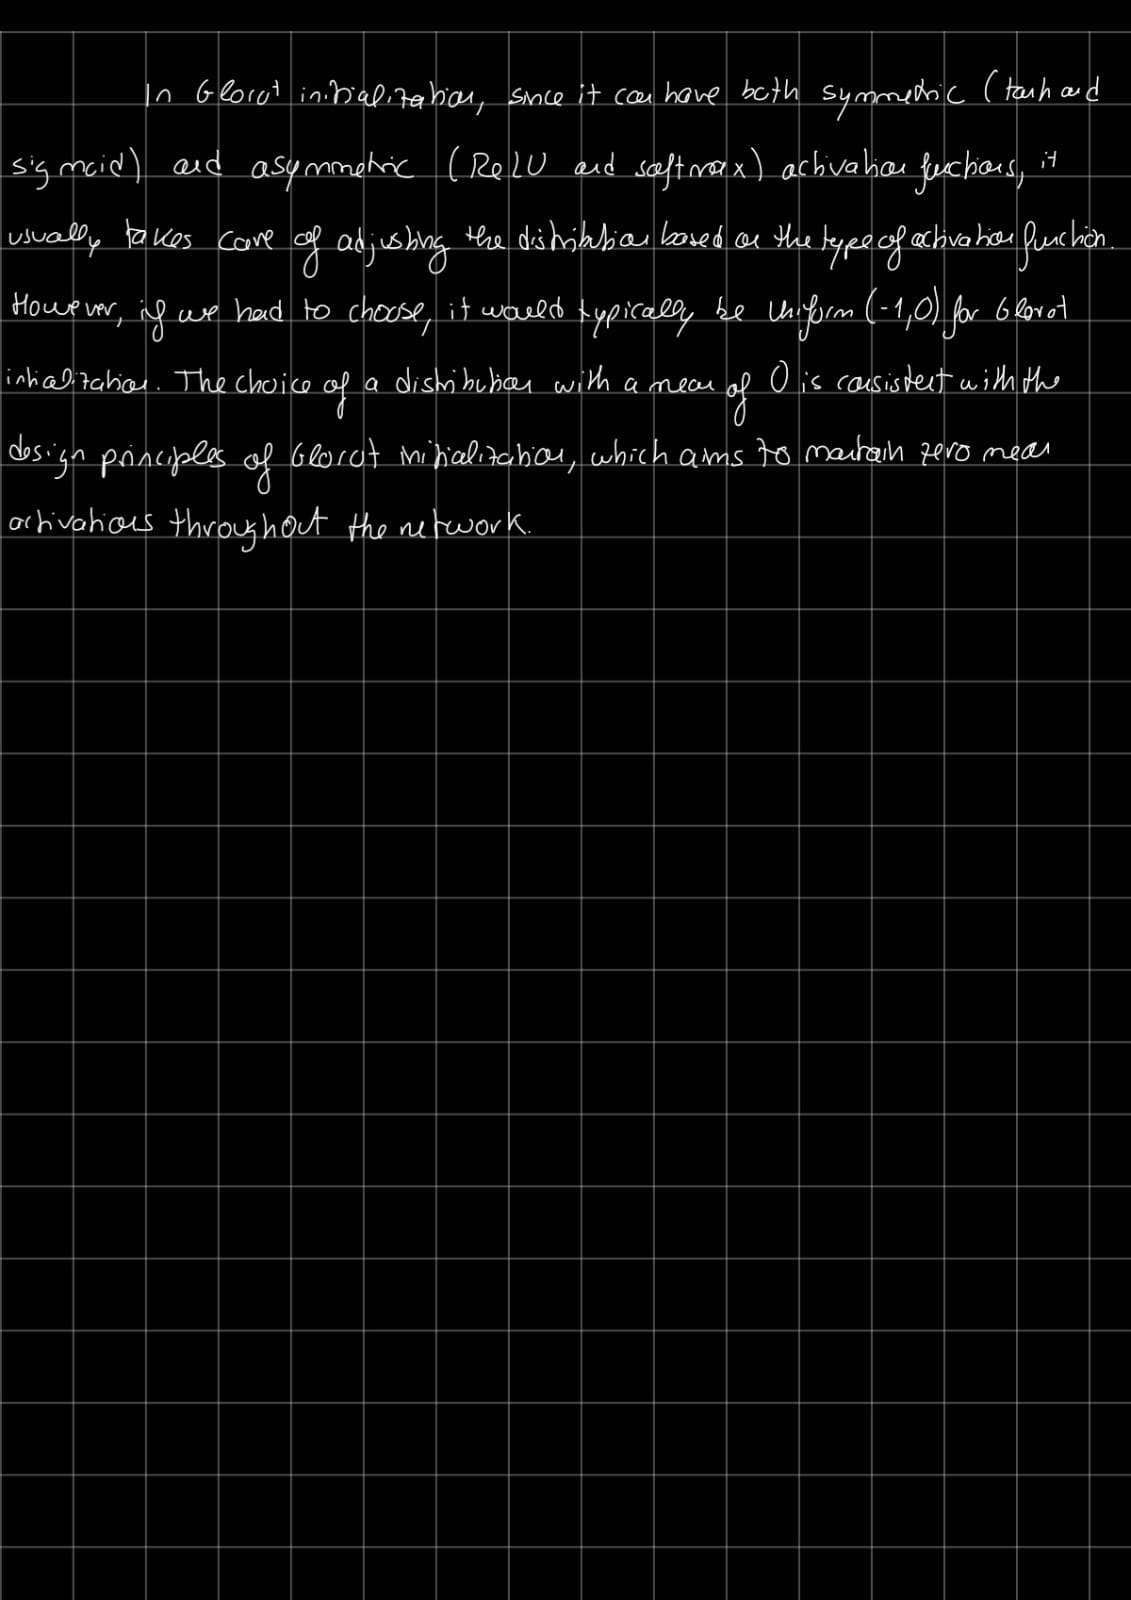 In Glorot initialization, since it can have both symmetric (tanh and
sigmoid) and asymmetric (ReLU and softmax) activation functions, it
usually takes care of adjusting the distribution based on the type of activation function.
However, if we had to choose, it would typically be Uniform (-1,0) for Glorot
initialization. The choice of a distribution with a mean of 0 is consistent with the
design principles of Glorot initialization, which aims to maintain zero mean
activations throughout the network.